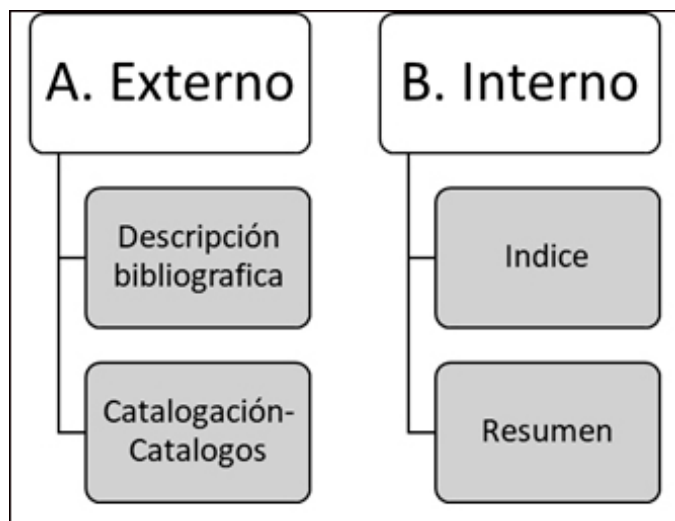 A. Externo
Descripción
bibliografica
Catalogación-
Catalogos
B. Interno
Indice
Resumen